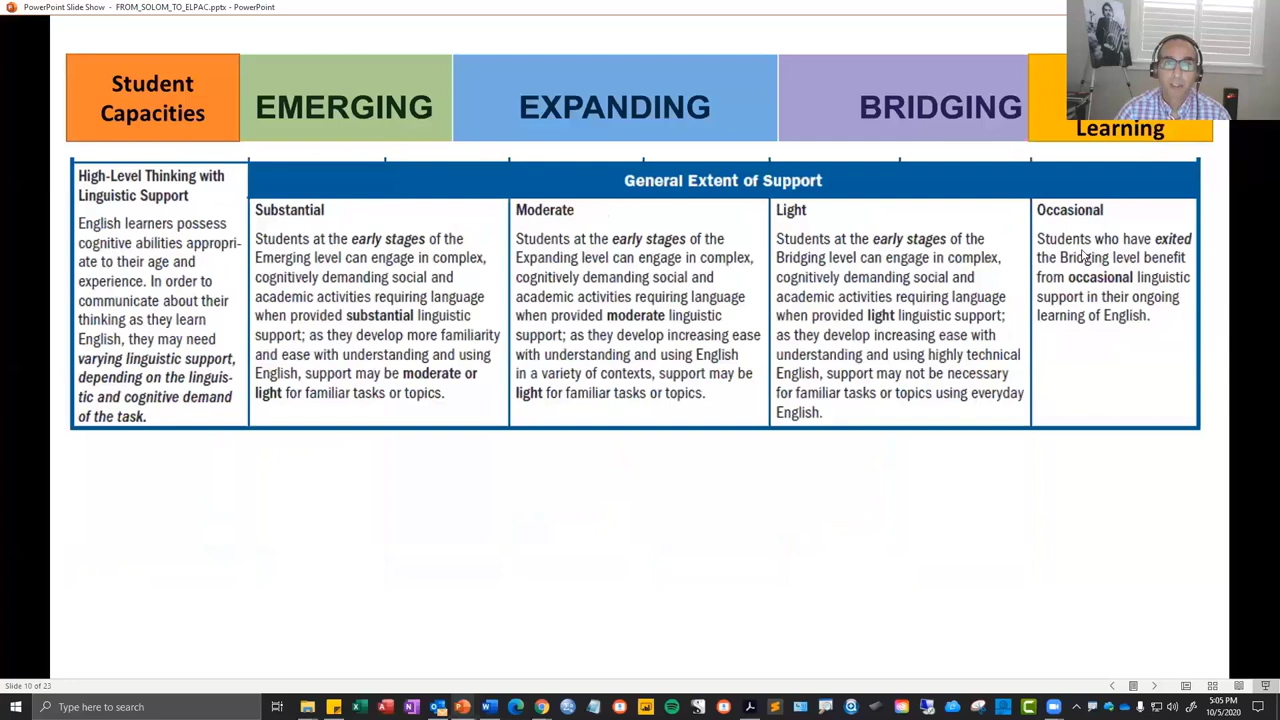 PowerPoint Slide Show - FROM_SOLOM_TO_ELPAC.pptx - PowerPoint
Student
Capacities
EMERGING
EXPANDING
BRIDGING
Learning
High-Level Thinking with
Linguistic Support
English learners possess
cognitive abilities appropri-
ate to their age and
experience. In order to
communicate about their
thinking as they learn
English, they may need
varying linguistic support,
depending on the linguis-
tic and cognitive demand
of the task.
General Extent of Support
Substantial
Students at the early stages of the
Emerging level can engage in complex,
cognitively demanding social and
academic activities requiring language
when provided substantial linguistic
support; as they develop more familiarity
and ease with understanding and using
English, support may be moderate or
light for familiar tasks or topics.
Moderate
Students at the early stages of the
Expanding level can engage in complex,
cognitively demanding social and
academic activities requiring language
when provided moderate linguistic
support; as they develop increasing ease
with understanding and using English
in a variety of contexts, support may be
light for familiar tasks or topics.
Light
Students at the early stages of the
Bridging level can engage in complex,
cognitively demanding social and
academic activities requiring language
when provided light linguistic support;
as they develop increasing ease with
understanding and using highly technical
English, support may not be necessary
for familiar tasks or topics using everyday
English.
Occasional
Students who have exited
the Bridging level benefit
from occasional linguistic
support in their ongoing
learning of English.
Slide 10 of 23
Type here to search
5:05 PM
10/5/2020